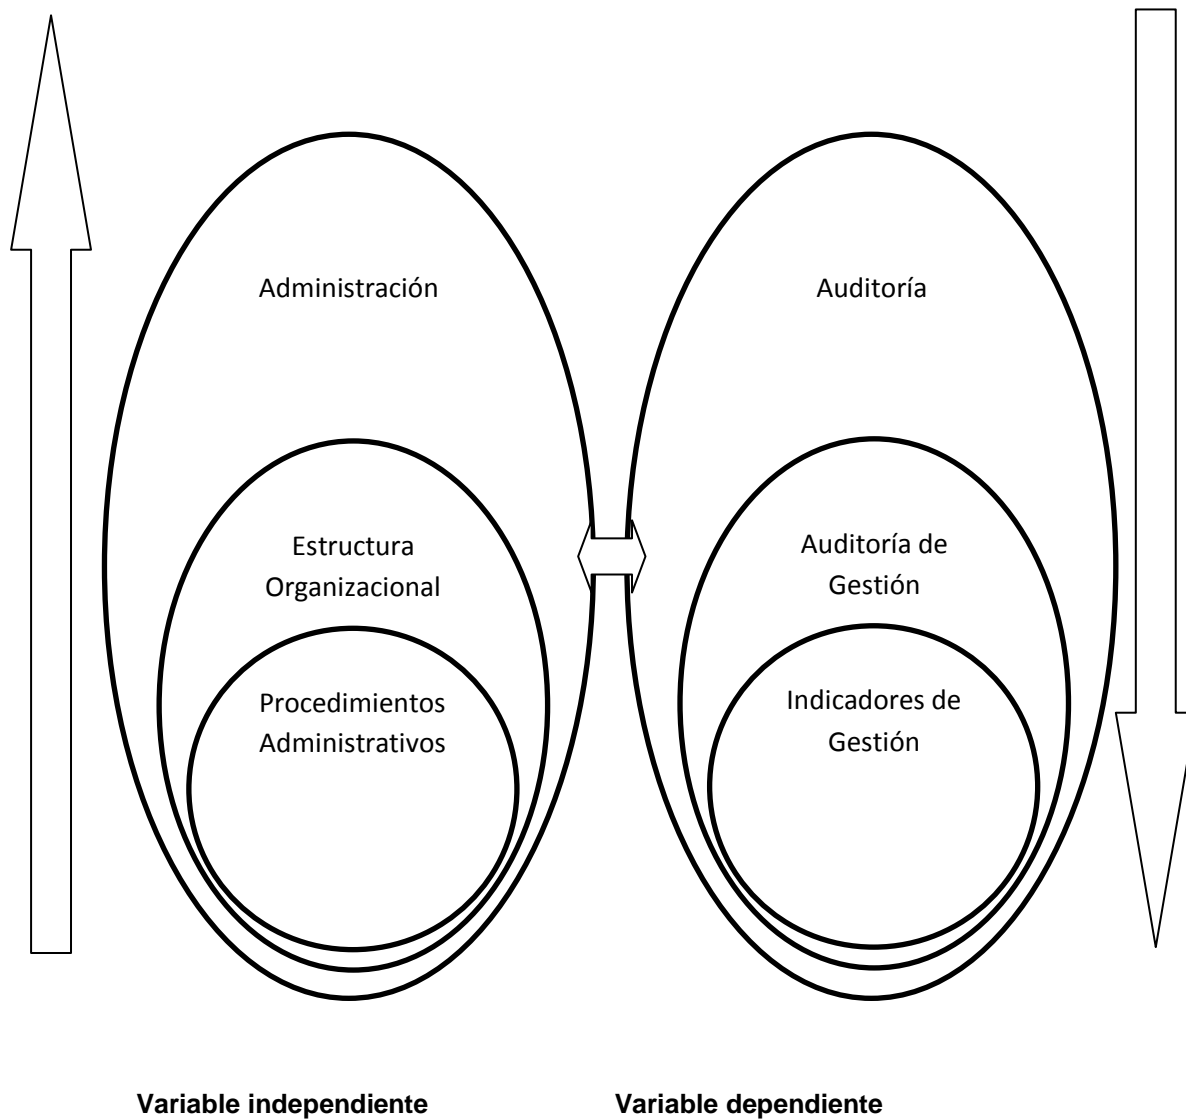 Administración
Estructura
Organizacional
Procedimientos
Administrativos
Auditoría
Auditoría de
Gestión
Indicadores de
Gestión
Variable independiente
Variable dependiente